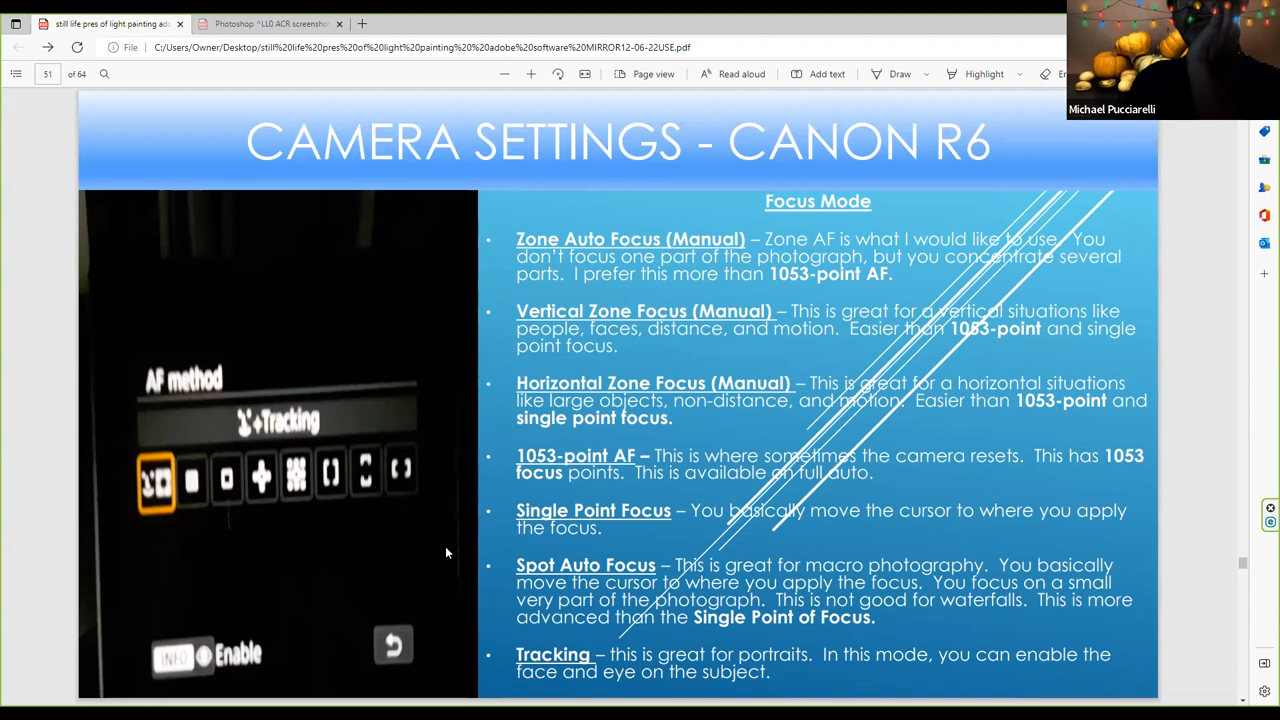 still life pres of light painting ado
Photoshop ^LL0 ACR screenshot
File
C:/Users/Owner/Desktop/still%20life%20pres%20of%20light%20painting%20%20adobe%20software%20MIRROR12-06-22USE.pdf
51 of 64
Page view
Read aloud
Add text
Draw
Highlight
Michael Pucciarelli
CAMERA SETTINGS - CANON R6
AF method
+Tracking
INFO Enable
Focus Mode
• Zone Auto Focus (Manual) – Zone AF is what I would like to use. You
don't focus one part of the photograph, but you concentrate several
parts. I prefer this more than 1053-point AF.
• Vertical Zone Focus (Manual) – This is great for a vertical situations like
people, faces, distance, and motion. Easier than 1053-point and single
point focus.
• Horizontal Zone Focus (Manual) – This is great for a horizontal situations
like large objects, non-distance, and motion. Easier than 1053-point and
single point focus.
• 1053-point AF – This is where sometimes the camera resets. This has 1053
focus points. This is available on full auto.
• Single Point Focus – You basically move the cursor to where you apply
the focus.
• Spot Auto Focus – This is great for macro photography. You basically
move the cursor to where you apply the focus. You focus on a small
very part of the photograph. This is not good for waterfalls. This is more
advanced than the Single Point of Focus.
• Tracking – this is great for portraits. In this mode, you can enable the
face and eye on the subject.